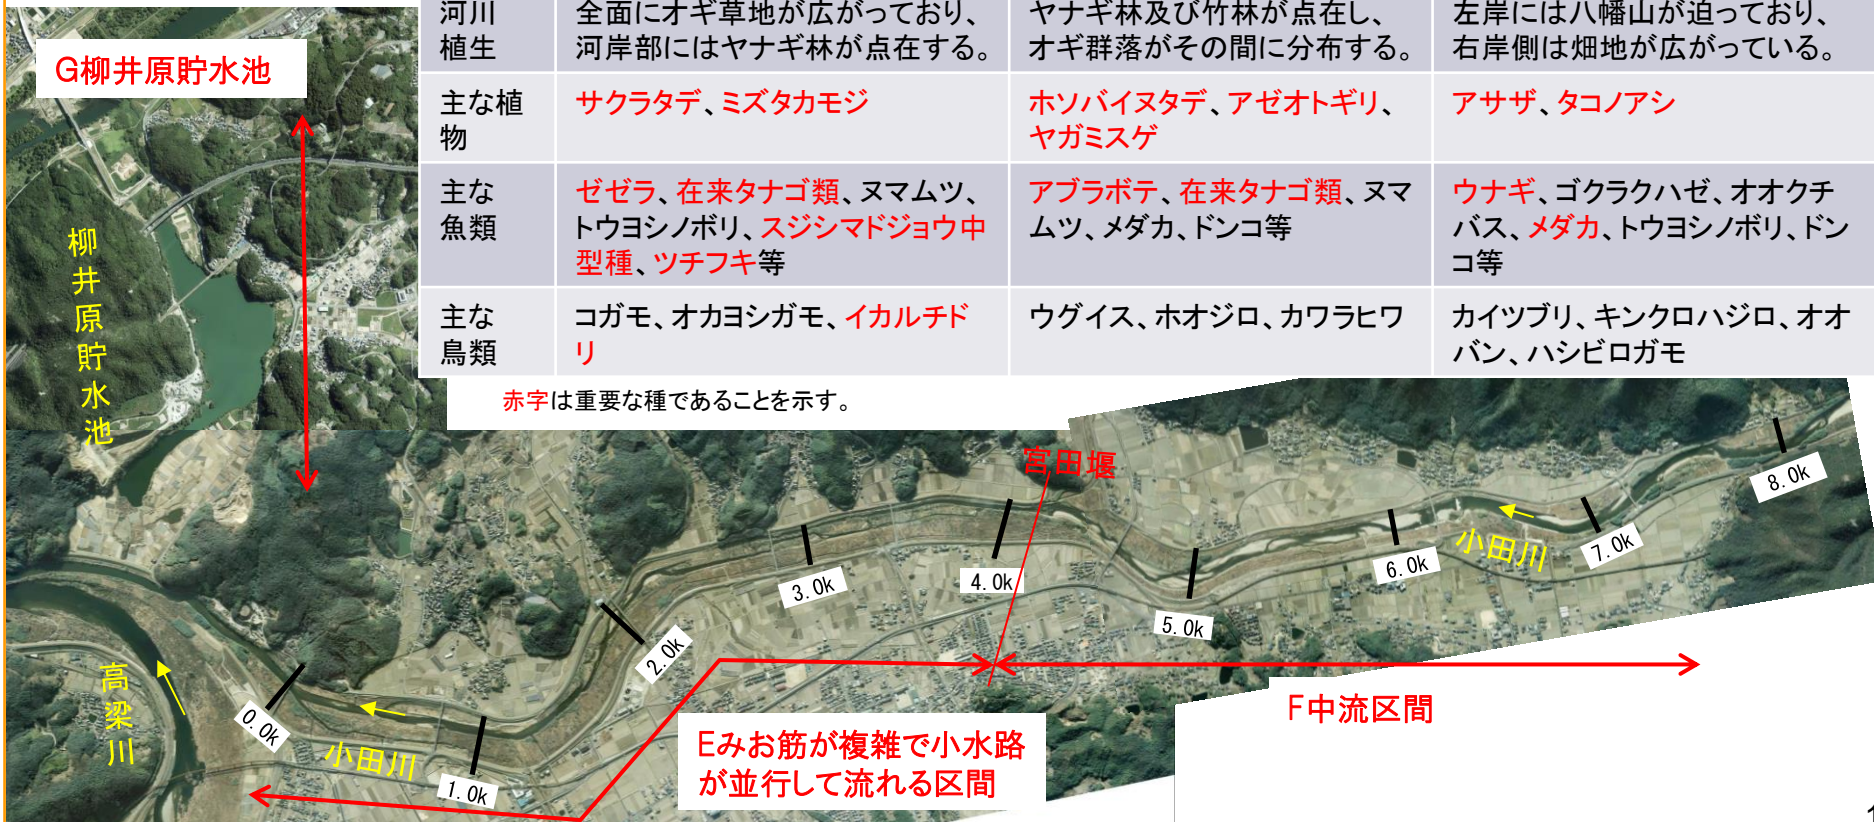 G柳井原貯水池
柳井原貯水池
河川
植生
全面にオギ草地が広がっており、
河岸部にはヤナギ林が点在する。
ヤナギ林及び竹林が点在し、
オギ群落がその間に分布する。
左岸には八幡山が迫っており、
右岸側は畑地が広がっている。
主な植
物
サクラタデ、ミズタカモジ
ホソバイヌタデ、アゼオトギリ、
ヤガミスゲ
アサザ、タコノアシ
主な
魚類
ゼゼラ、在来タナゴ類、ヌマムツ、
トウヨシノボリ、スジシマドジョウ中
型種、ツチフキ等
アブラボテ、在来タナゴ類、ヌマ
ムツ、メダカ、ドンコ等
ウナギ、ゴクラクハゼ、オオクチ
バス、メダカ、トウヨシノボリ、ドン
コ等
主な
鳥類
コガモ、オカヨシガモ、イカルチド
リ
ウグイス、ホオジロ、カワラヒワ
カイツブリ、キンクロハジロ、オオ
バン、ハシビロガモ
赤字は重要な種であることを示す。
宮田堰
8.0k
7.0k
小田川
6.0k
5.0k
4.0k
3.0k
2.0k
1.0k
0.0k
小田川
高梁川
Eみお筋が複雑で小水路
が並行して流れる区間
F中流区間